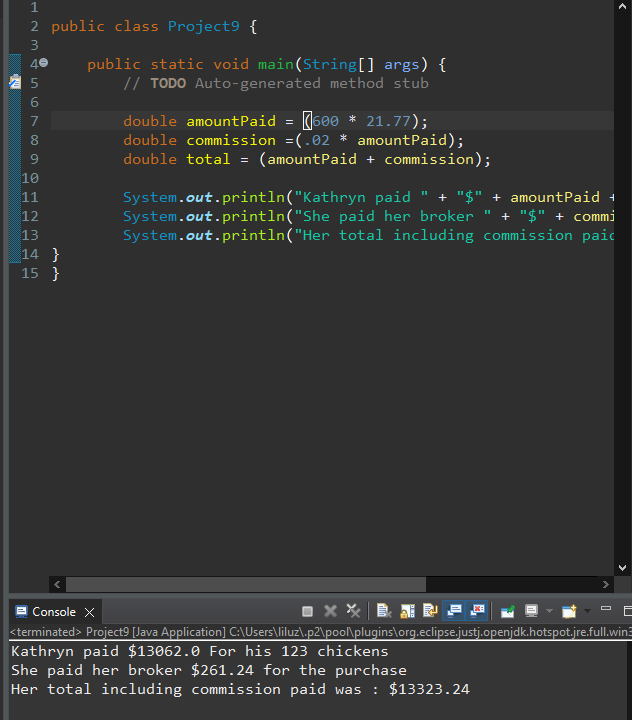 1
2 public class Project9 {
3
4 public static void main(String[] args) {
5 // TODO Auto-generated method stub
6
7 double amountPaid = (600 * 21.77);
8 double commission =(.02 * amountPaid);
9 double total = (amountPaid + commission);
10
11 System.out.println("Kathryn paid " + "$" + amountPaid +
12 System.out.println("She paid her broker " + "$" + commi
13 System.out.println("Her total including commission paid
14 }
15 }
Console
<terminated> Project9 [Java Application] C:\Users\liluz\.p2\pool\plugins\org.eclipse.justj.openjdk.hotspot.jre.full.win3
Kathryn paid $13062.0 For his 123 chickens
She paid her broker $261.24 for the purchase
Her total including commission paid was : $13323.24